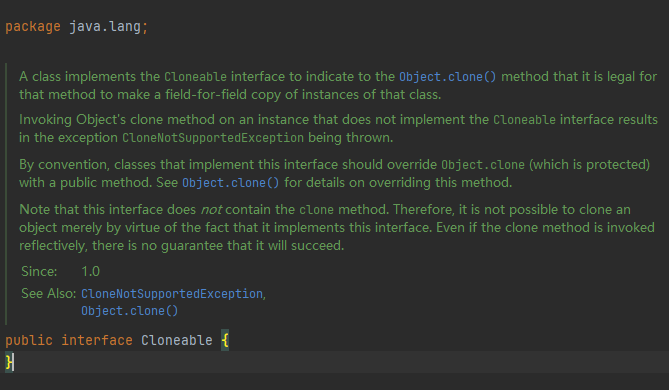 package java.lang;
A class implements the Cloneable interface to indicate to the Object.clone() method that it is legal for
that method to make a field-for-field copy of instances of that class.
Invoking Object's clone method on an instance that does not implement the Cloneable interface results
in the exception CloneNotSupportedException being thrown.
By convention, classes that implement this interface should override Object.clone (which is protected)
with a public method. See Object.clone() for details on overriding this method.
Note that this interface does not contain the clone method. Therefore, it is not possible to clone an
object merely by virtue of the fact that it implements this interface. Even if the clone method is invoked
reflectively, there is no guarantee that it will succeed.
Since: 1.0
See Also: CloneNotSupportedException,
Object.clone()
public interface Cloneable {
}